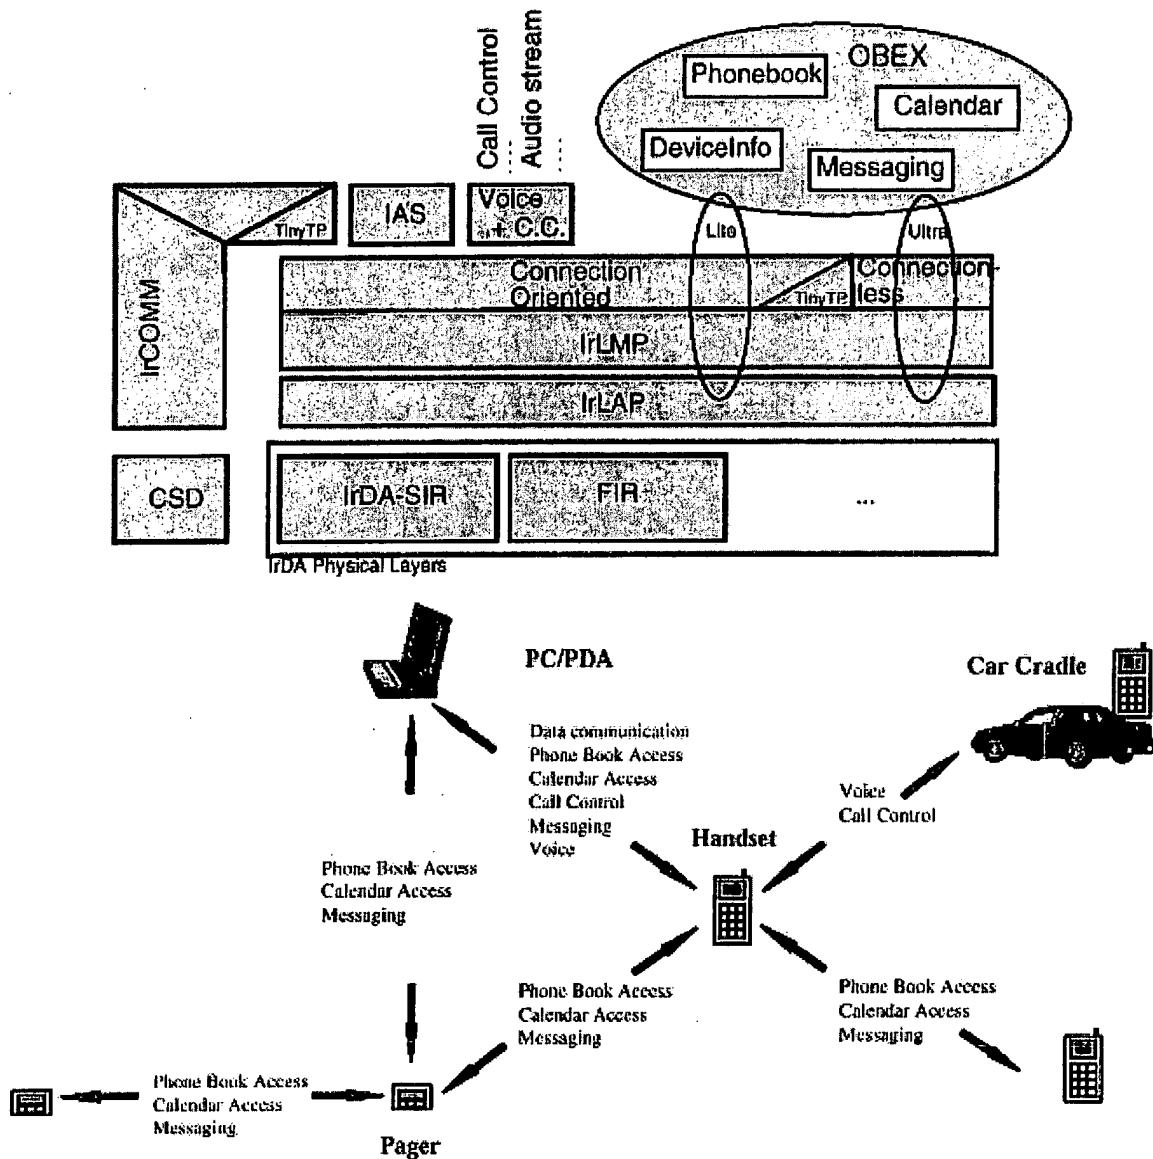 Call Control
Audio stream
OBEX
Phonebook
Calendar
DeviceInfo
Messaging
TinyTP
IAS
Voice
+ C.C.
Lite
Ultra
IrCOMM
Connection
Oriented
TinyTP
Connection-
less
IrLMP
IrLAP
CSD
IrDA-SIR
FIR
...
IrDA Physical Layers
PC/PDA
Car Cradle
Data communication
Phone Book Access
Calendar Access
Call Control
Messaging
Voice
Voice
Call Control
Handset
Phone Book Access
Calendar Access
Messaging
Phone Book Access
Calendar Access
Messaging
Phone Book Access
Calendar Access
Messaging
Phone Book Access
Calendar Access
Messaging
Pager